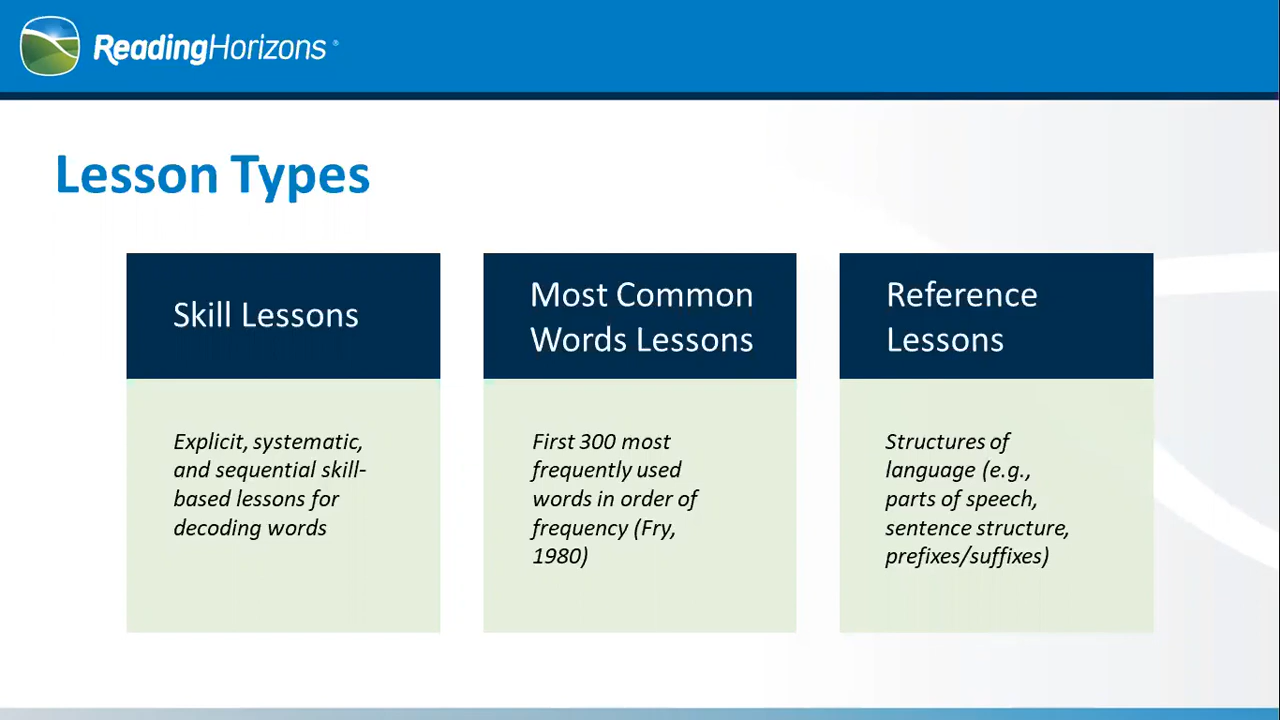 ReadingHorizons®
Lesson Types
Skill Lessons
Explicit, systematic,
and sequential skill-
based lessons for
decoding words
Most Common
Words Lessons
First 300 most
frequently used
words in order of
frequency (Fry,
1980)
Reference
Lessons
Structures of
language (e.g.,
parts of speech,
sentence structure,
prefixes/suffixes)